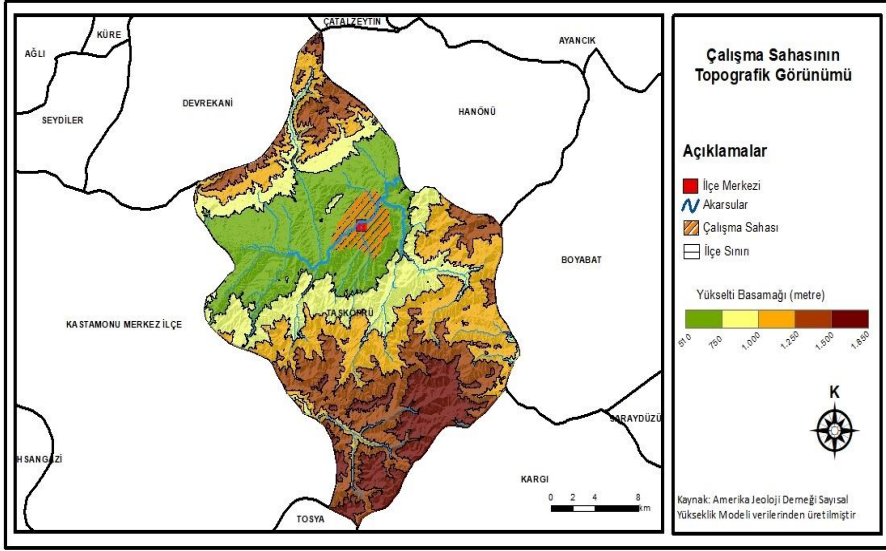 ÇATALZEYTİN
KÜRE
AĞLI
AYANCIK
DEVREKANİ
HANÖNÜ
SEYDİLER
BOYABAT
TAŞKÖPRÜ
KASTAMONU MERKEZ İLÇE
SARAYDÜZÜ
HSANGAZİ
KARGI
TOSYA
0 2 4 8
km
Çalışma Sahasının
Topografik Görünümü
Açıklamalar
İlçe Merkezi
Akarsular
Çalışma Sahası
İlçe Sınırı
Yükselti Basamağı (metre)
510 750 1.000 1.250 1.500 1.850
K
Kaynak: Amerika Jeoloji Derneği Sayısal
Yükseklik Modeli verilerinden üretilmiştir